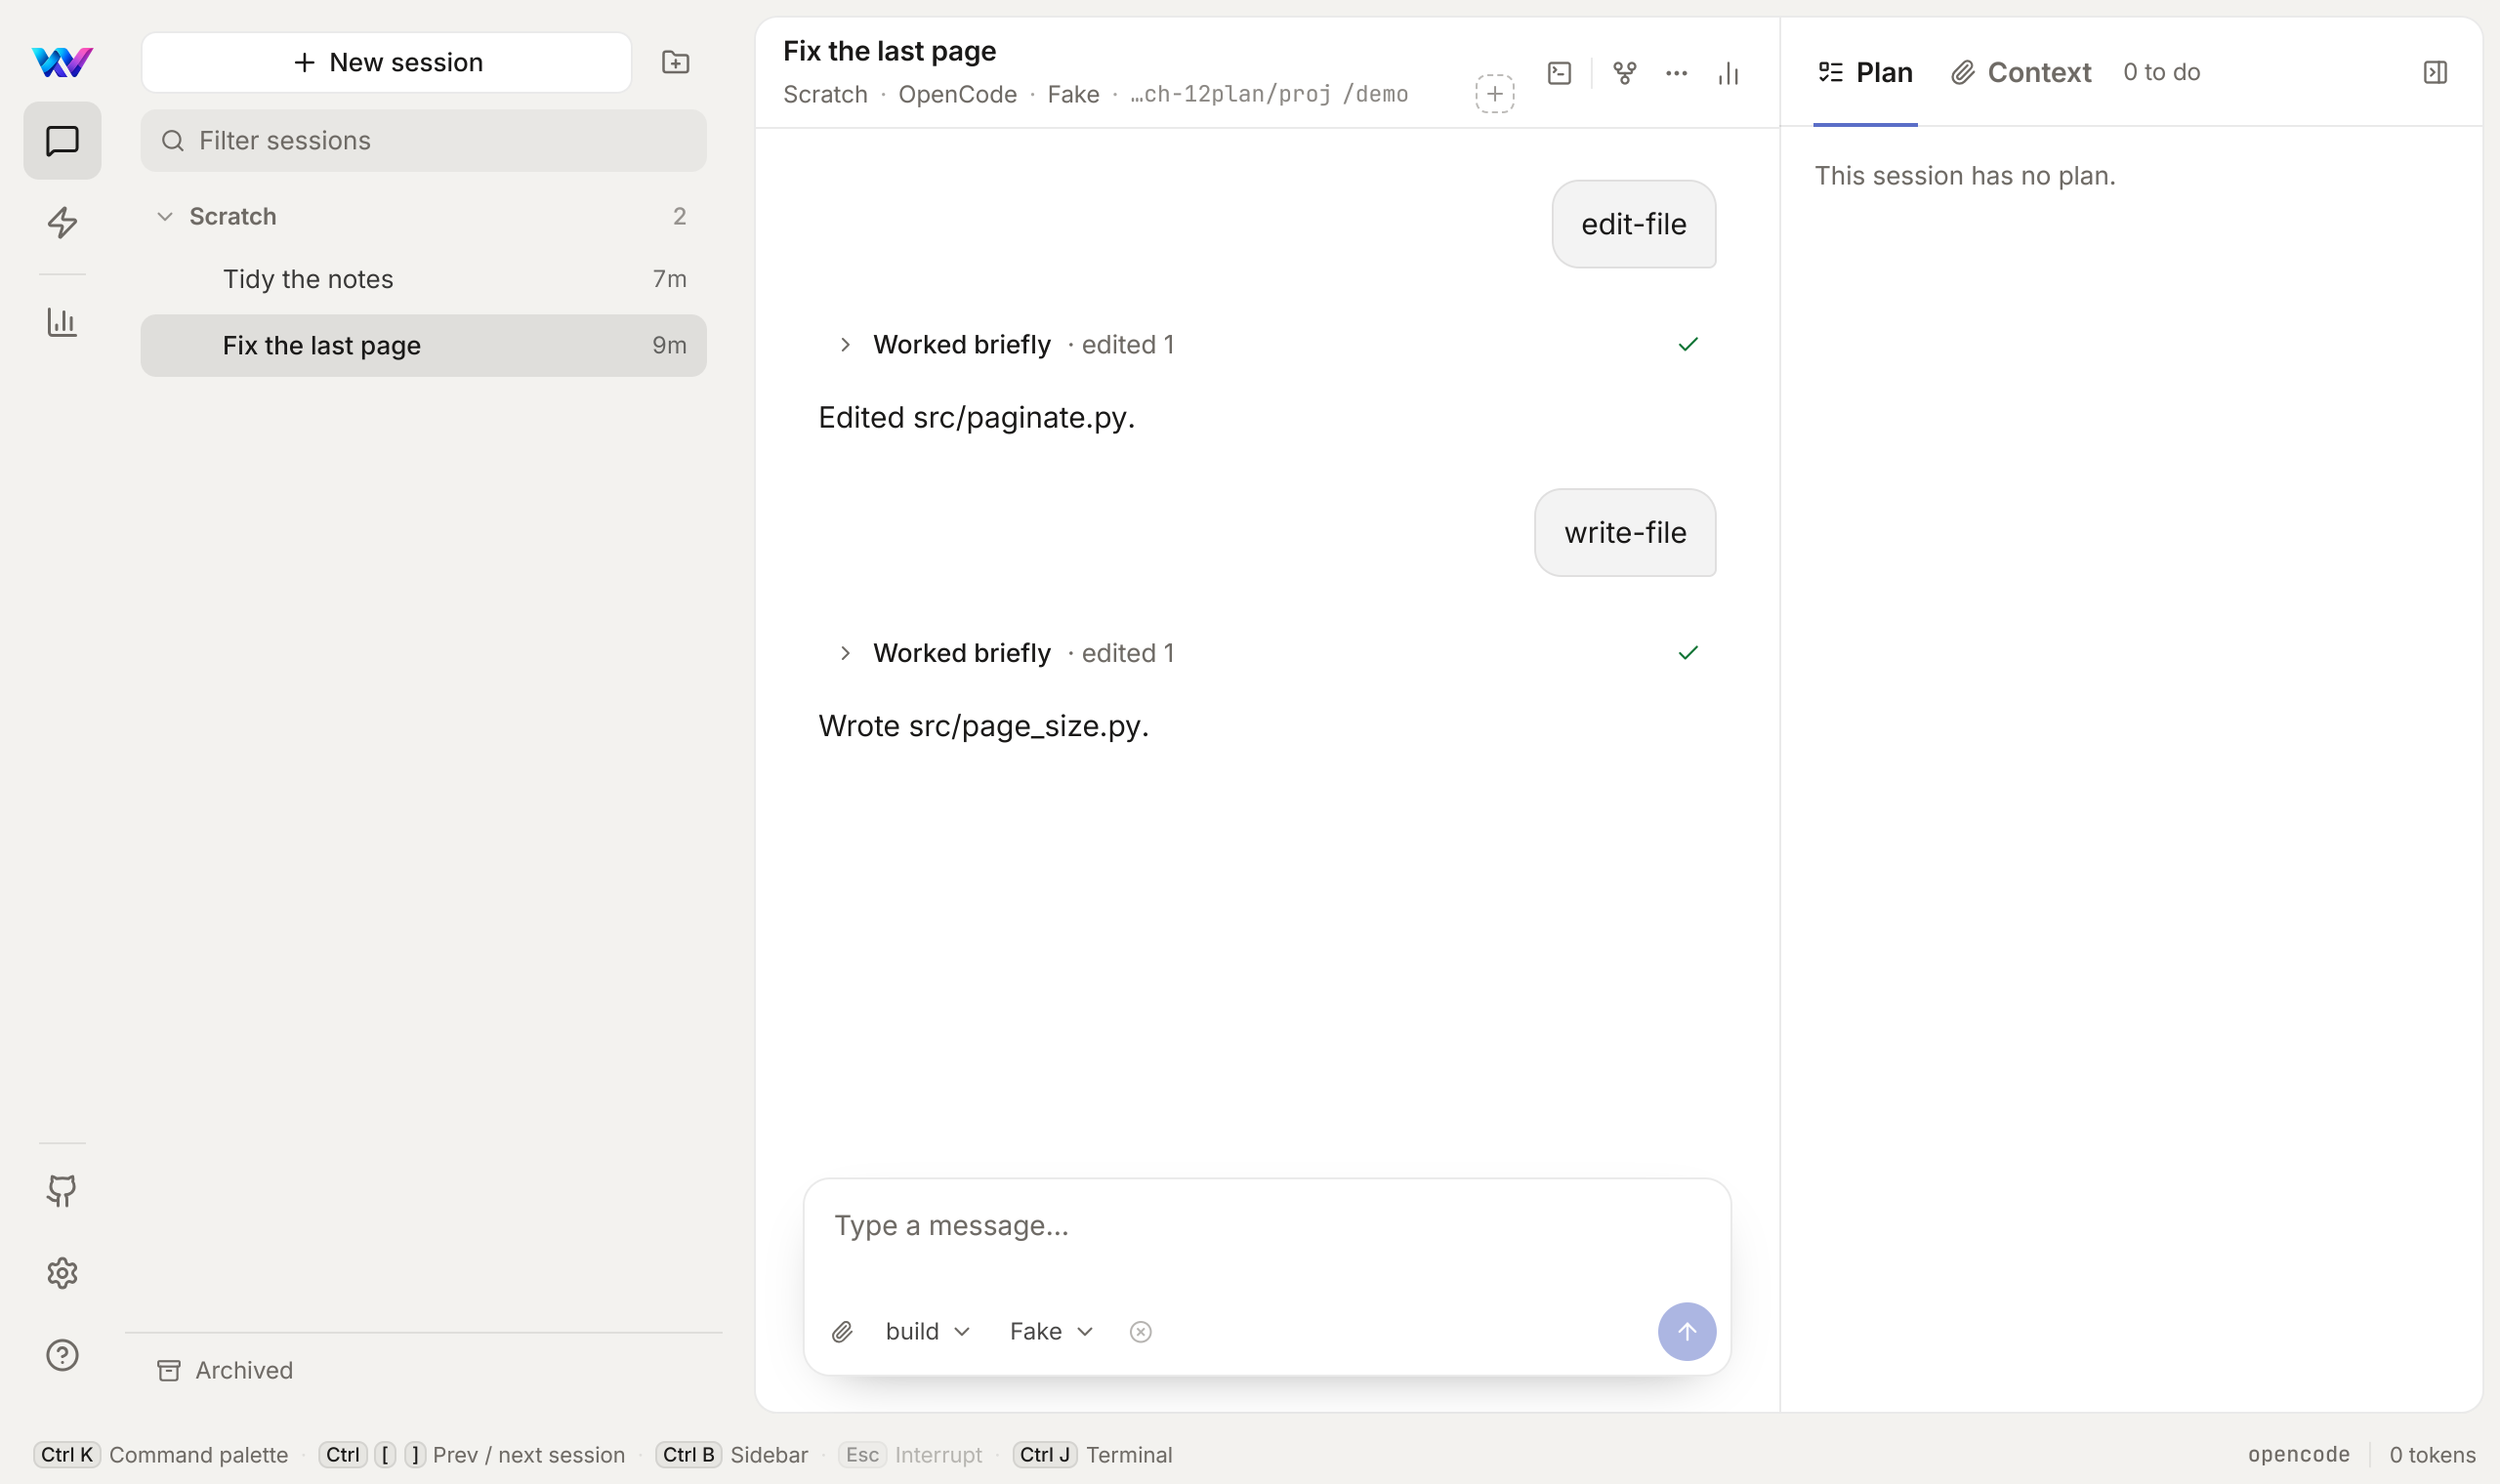 New session
Filter sessions
Scratch 2
Tidy the notes 7m
Fix the last page 9m
Archived
Fix the last page
Scratch · OpenCode · Fake · …ch-12plan/proj /demo
edit-file
Worked briefly · edited 1
Edited src/paginate.py.
write-file
Worked briefly · edited 1
Wrote src/page_size.py.
Type a message...
build Fake
Plan Context 0 to do
This session has no plan.
Ctrl K Command palette · Ctrl [ ] Prev / next session · Ctrl B Sidebar · Esc Interrupt · Ctrl J Terminal
opencode 0 tokens